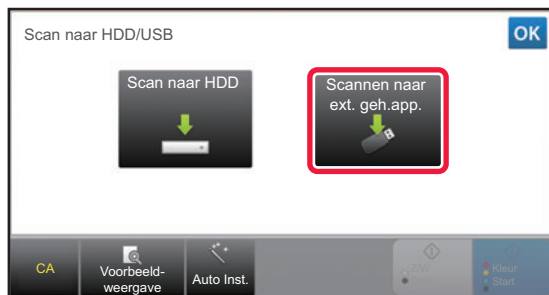 Scan naar HDD/USB
OK
Scan naar HDD
Scannen naar
ext. geh.app.
CA
Voorbeeld-
weergave
Auto Inst.
Z/W
Start
Kleur
Start